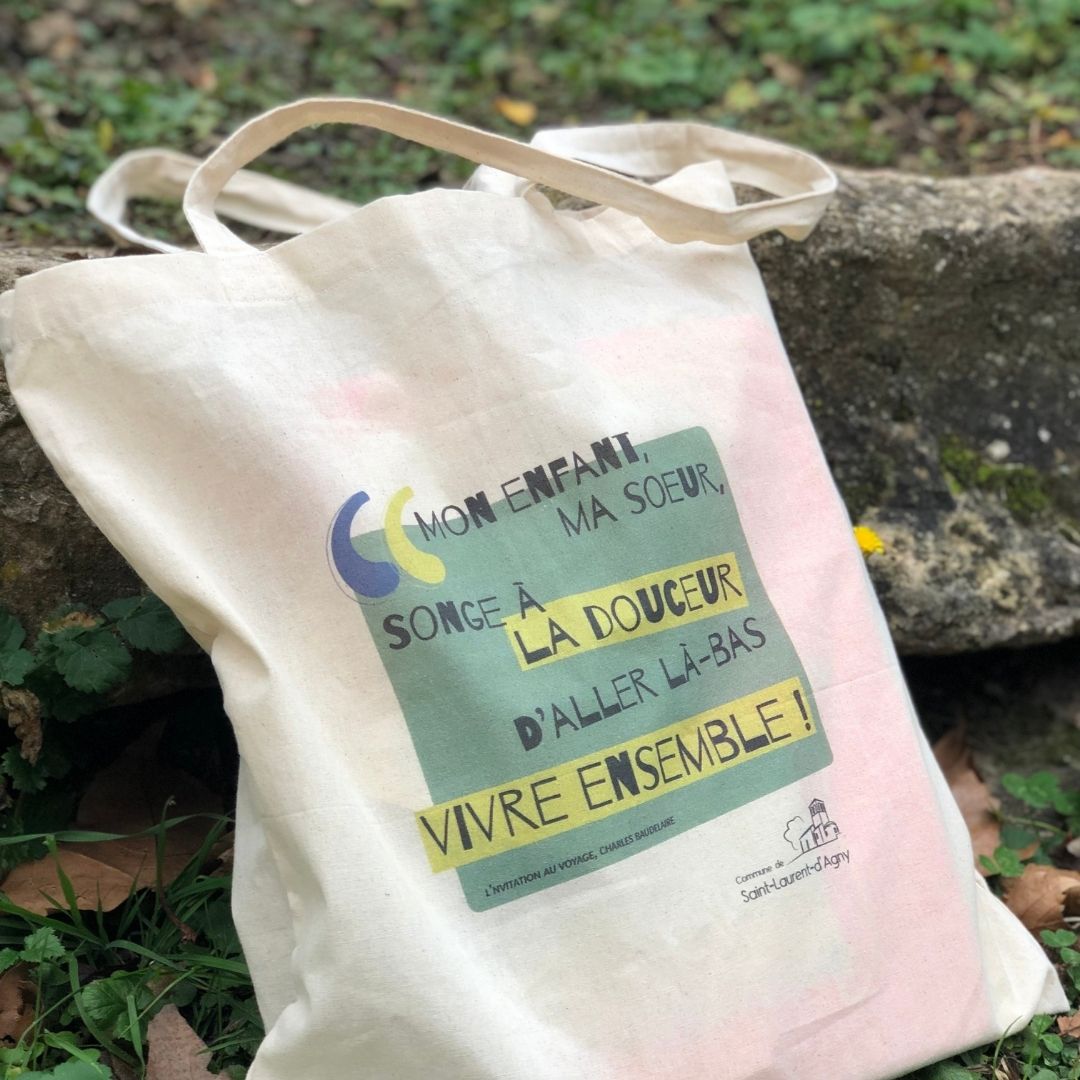 MON ENFANT,
MA SOEUR,
SONGE À
LA DOUCEUR
D'ALLER LÀ-BAS
VIVRE ENSEMBLE !
L'NVITATION AU VOYAGE, CHARLES BAUDELAIRE
Commune de
Saint-Laurent-d'Agny